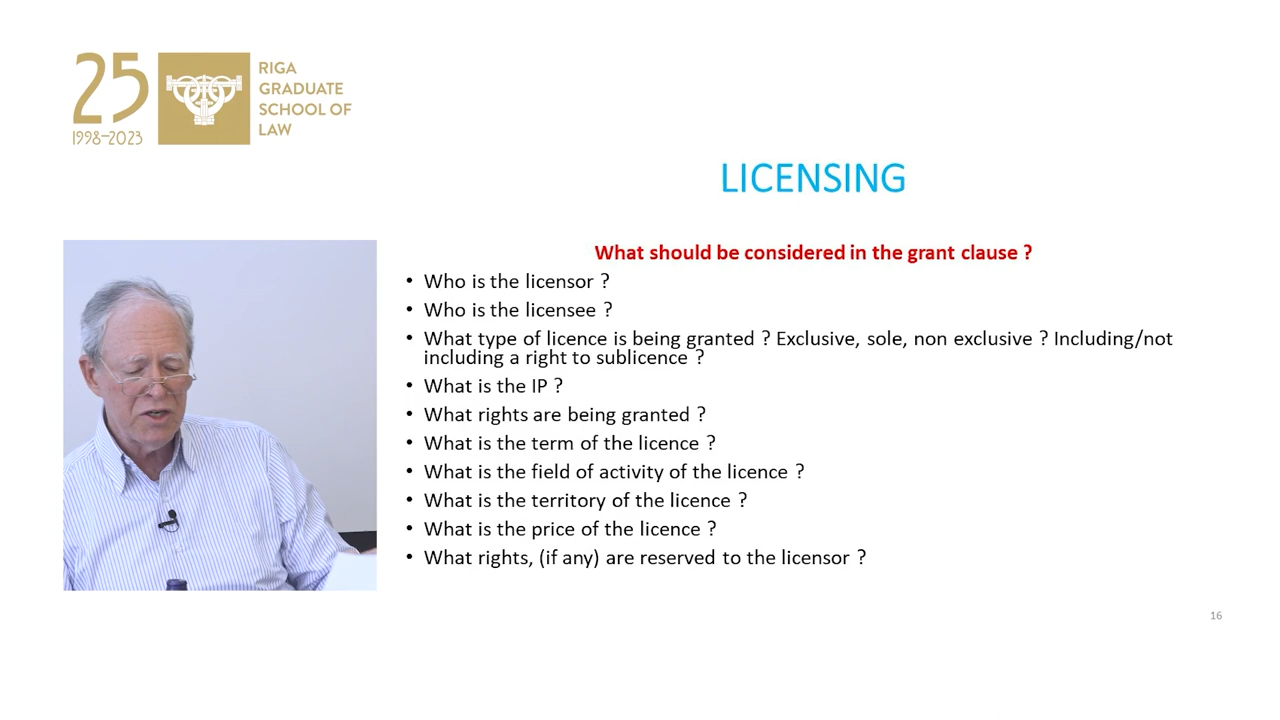 25
1998–2023
RIGA
GRADUATE
SCHOOL OF
LAW
LICENSING
What should be considered in the grant clause ?
• Who is the licensor ?
• Who is the licensee ?
• What type of licence is being granted ? Exclusive, sole, non exclusive ? Including/not
including a right to sublicence ?
• What is the IP ?
• What rights are being granted ?
• What is the term of the licence ?
• What is the field of activity of the licence ?
• What is the territory of the licence ?
• What is the price of the licence ?
• What rights, (if any) are reserved to the licensor ?
16